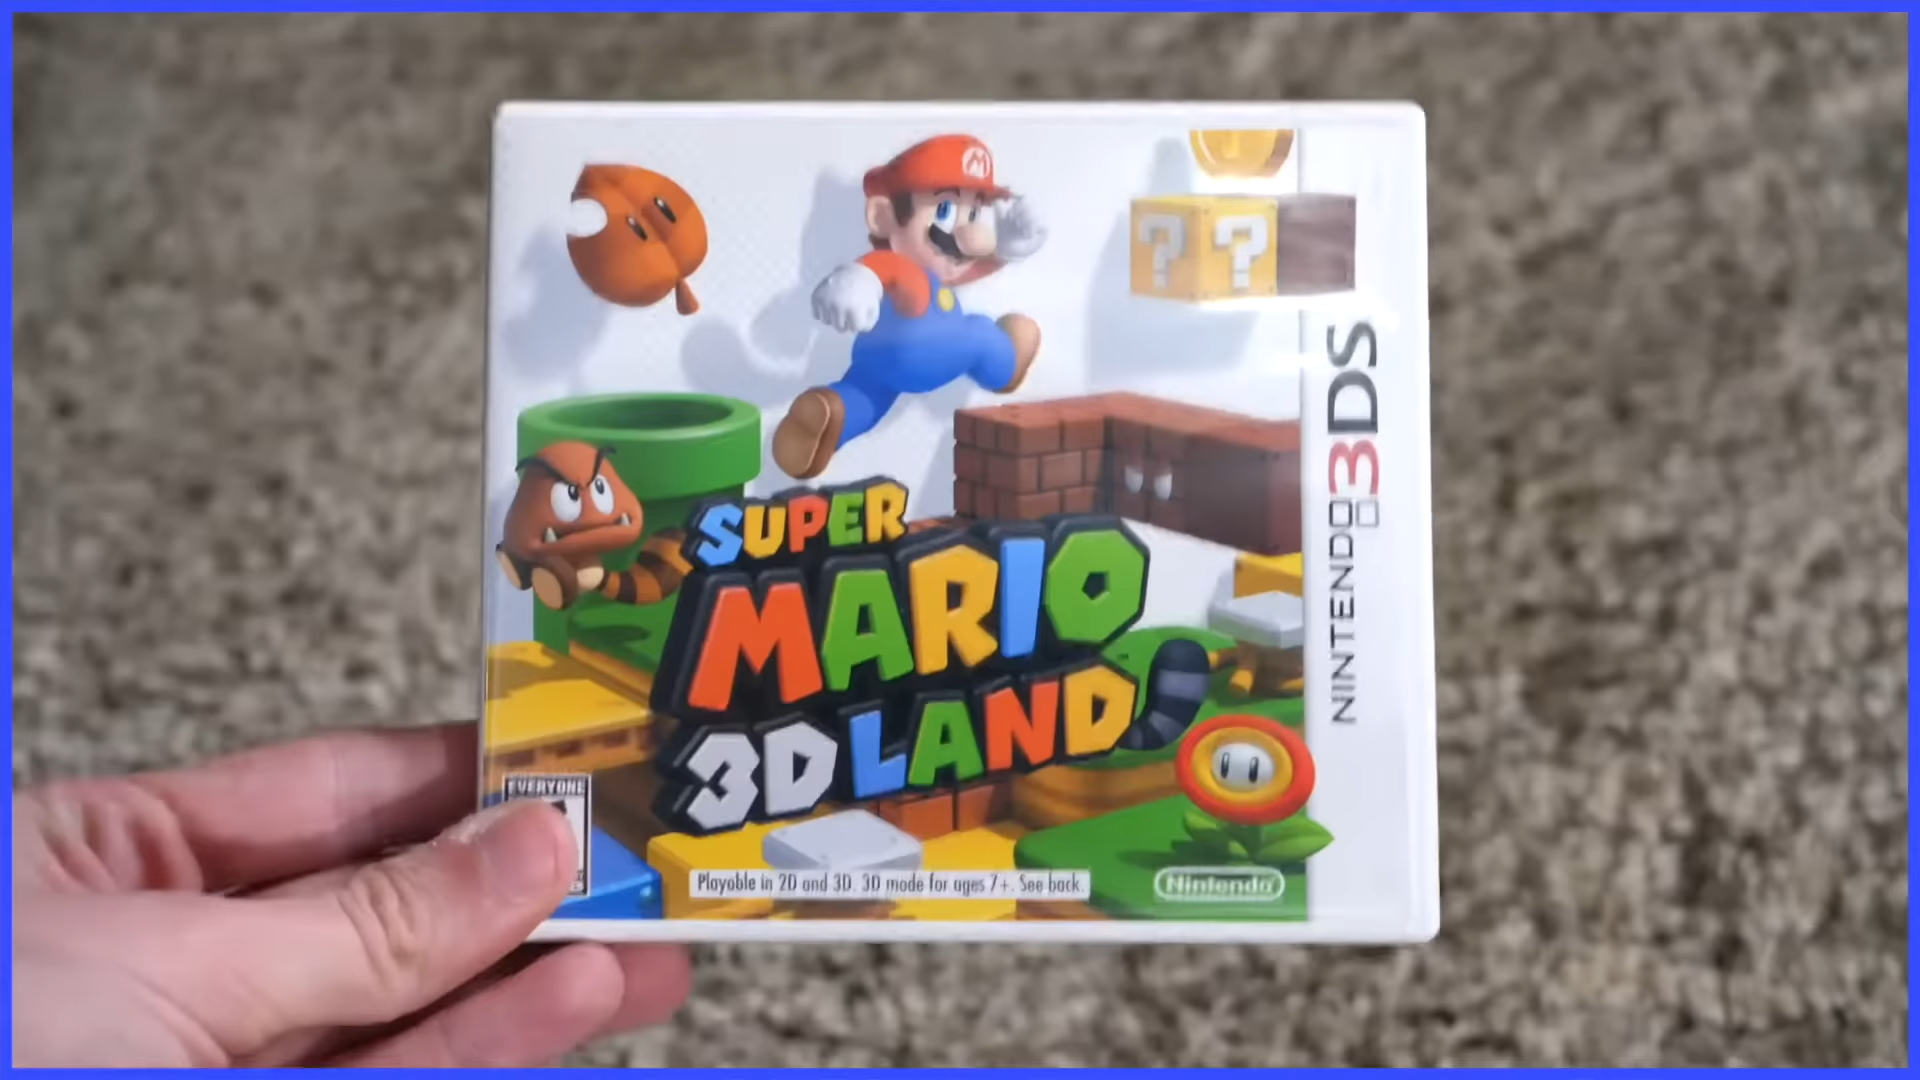 M
? ?
SUPER
MARIO
3D LAND
NINTENDO 3DS
EVERYONE
Playable in 2D and 3D. 3D mode for ages 7+. See back.
Nintendo